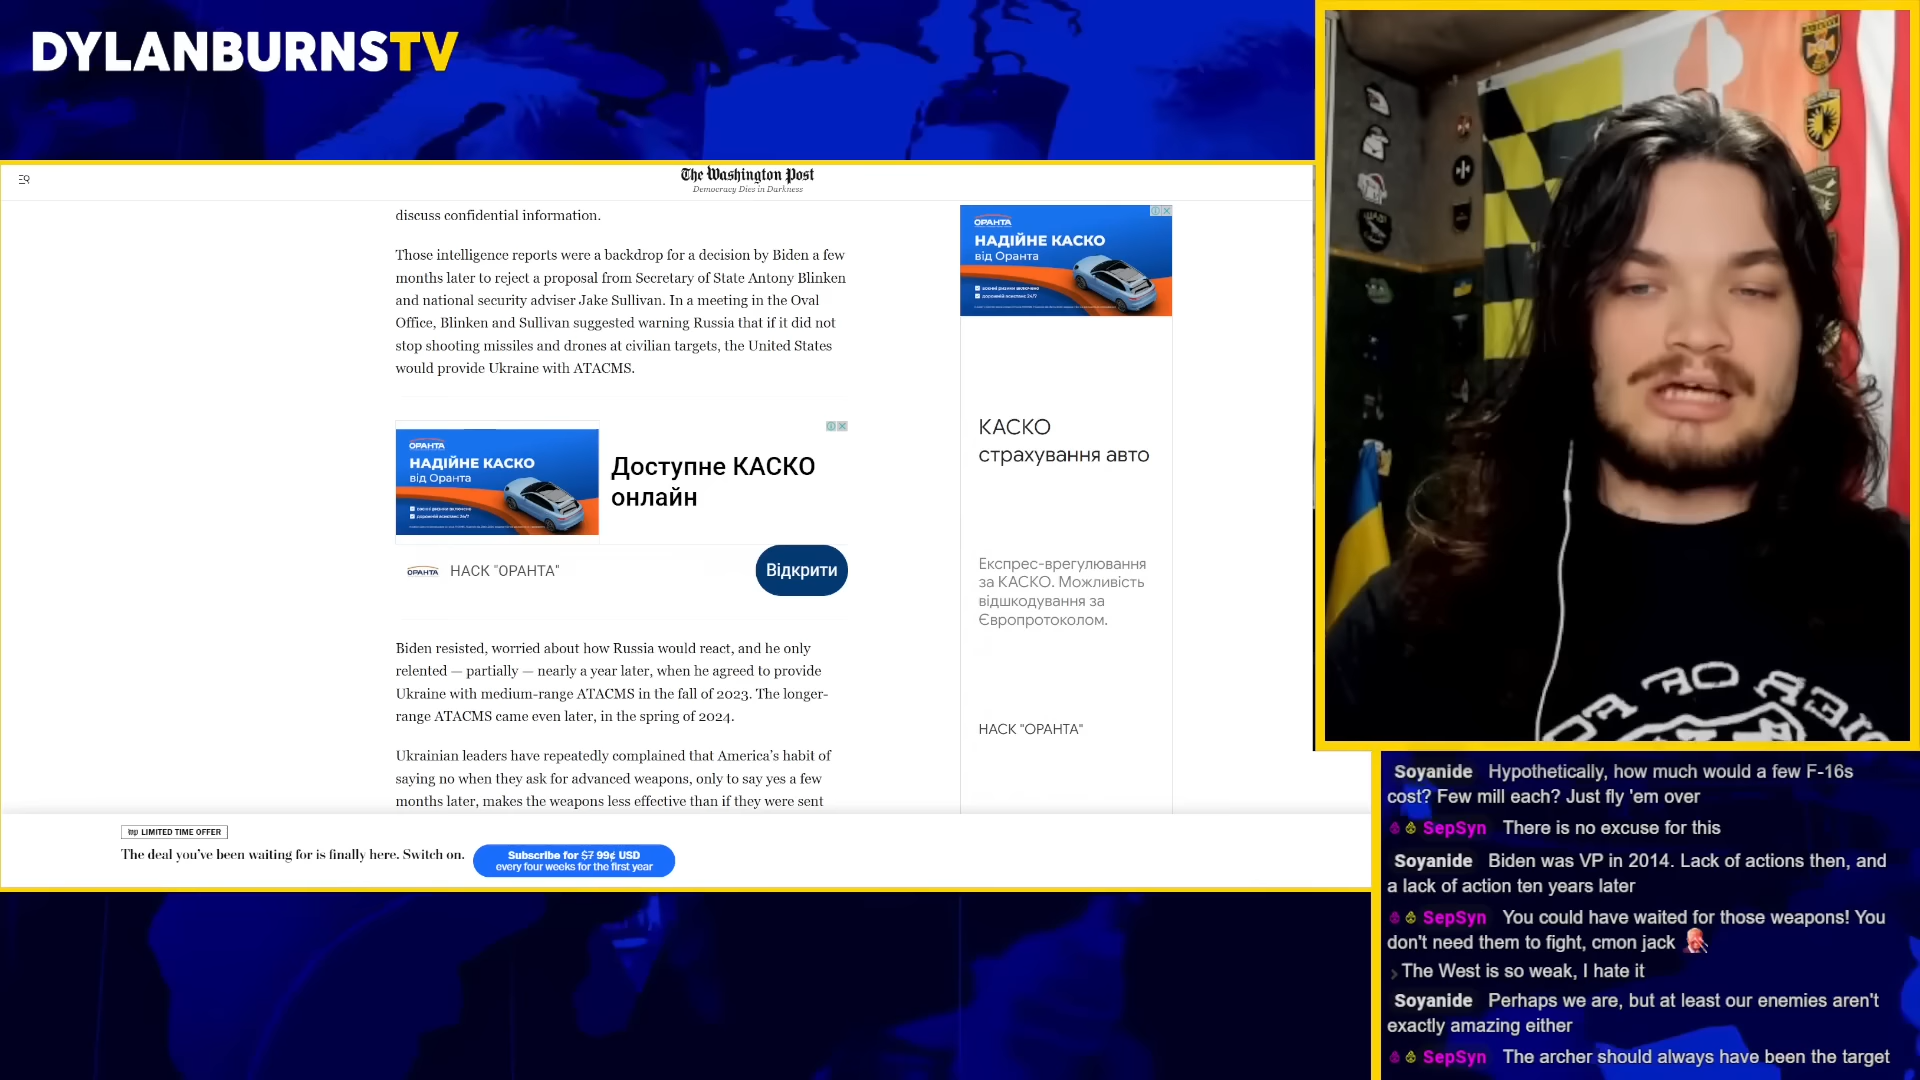 DYLANBURNSTV
The Washington Post
Democracy Dies in Darkness
discuss confidential information.
Those intelligence reports were a backdrop for a decision by Biden a few
months later to reject a proposal from Secretary of State Antony Blinken
and national security adviser Jake Sullivan. In a meeting in the Oval
Office, Blinken and Sullivan suggested warning Russia that if it did not
stop shooting missiles and drones at civilian targets, the United States
would provide Ukraine with ATACMS.
ОРАНТА
НАДІЙНЕ КАСКО
від Оранта
Доступне КАСКО
онлайн
ОРАНТА
НАСК "ОРАНТА"
Відкрити
Biden resisted, worried about how Russia would react, and he only
relented — partially — nearly a year later, when he agreed to provide
Ukraine with medium-range ATACMS in the fall of 2023. The longer-
range ATACMS came even later, in the spring of 2024.
Ukrainian leaders have repeatedly complained that America's habit of
saying no when they ask for advanced weapons, only to say yes a few
months later, makes the weapons less effective than if they were sent
ОРАНТА
НАДІЙНЕ КАСКО
від Оранта
КАСКО
страхування авто
Експрес-врегулювання
за КАСКО. Можливість
відшкодування за
Європротоколом.
НАСК "ОРАНТА"
wp LIMITED TIME OFFER
The deal you've been waiting for is finally here. Switch on.
Subscribe for $7 99¢ USD
every four weeks for the first year
Soyanide Hypothetically, how much would a few F-16s
cost? Few mill each? Just fly 'em over
SepSyn There is no excuse for this
Soyanide Biden was VP in 2014. Lack of actions then, and
a lack of action ten years later
SepSyn You could have waited for those weapons! You
don't need them to fight, cmon jack
The West is so weak, I hate it
Soyanide Perhaps we are, but at least our enemies aren't
exactly amazing either
SepSyn The archer should always have been the target